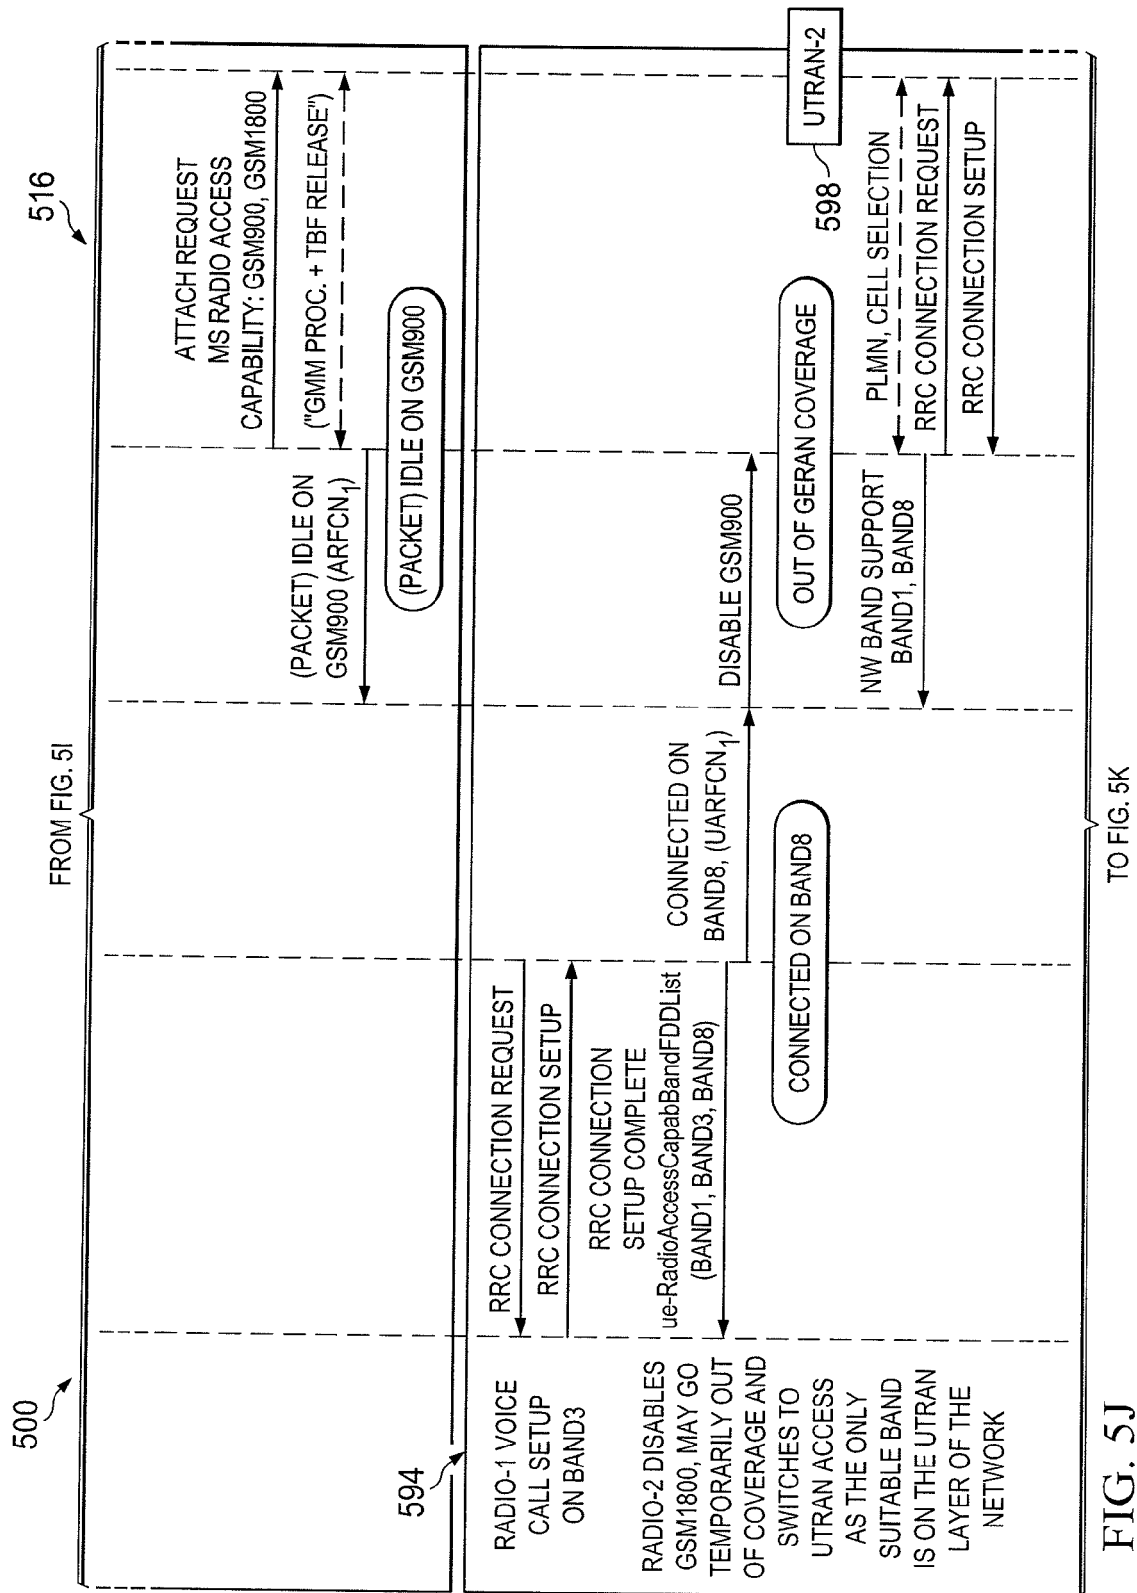 500
FROM FIG. 5I
516
ATTACH REQUEST
MS RADIO ACCESS
CAPABILITY: GSM900, GSM1800
("GMM PROC. + TBF RELEASE")
(PACKET) IDLE ON
GSM900 (ARFCN1)
(PACKET) IDLE ON GSM900
594
RADIO-1 VOICE
CALL SETUP
ON BAND3
RRC CONNECTION REQUEST
RRC CONNECTION SETUP
RRC CONNECTION
SETUP COMPLETE
ue-RadioAccessCapabBandFDDList
(BAND1, BAND3, BAND8)
RADIO-2 DISABLES
GSM1800, MAY GO
TEMPORARILY OUT
OF COVERAGE AND
SWITCHES TO
UTRAN ACCESS
AS THE ONLY
SUITABLE BAND
IS ON THE UTRAN
LAYER OF THE
NETWORK
CONNECTED ON
BAND8, (UARFCN1)
CONNECTED ON BAND8
DISABLE GSM900
OUT OF GERAN COVERAGE
UTRAN-2
598
PLMN, CELL SELECTION
NW BAND SUPPORT
BAND1, BAND8
RRC CONNECTION REQUEST
RRC CONNECTION SETUP
TO FIG. 5K
FIG. 5J